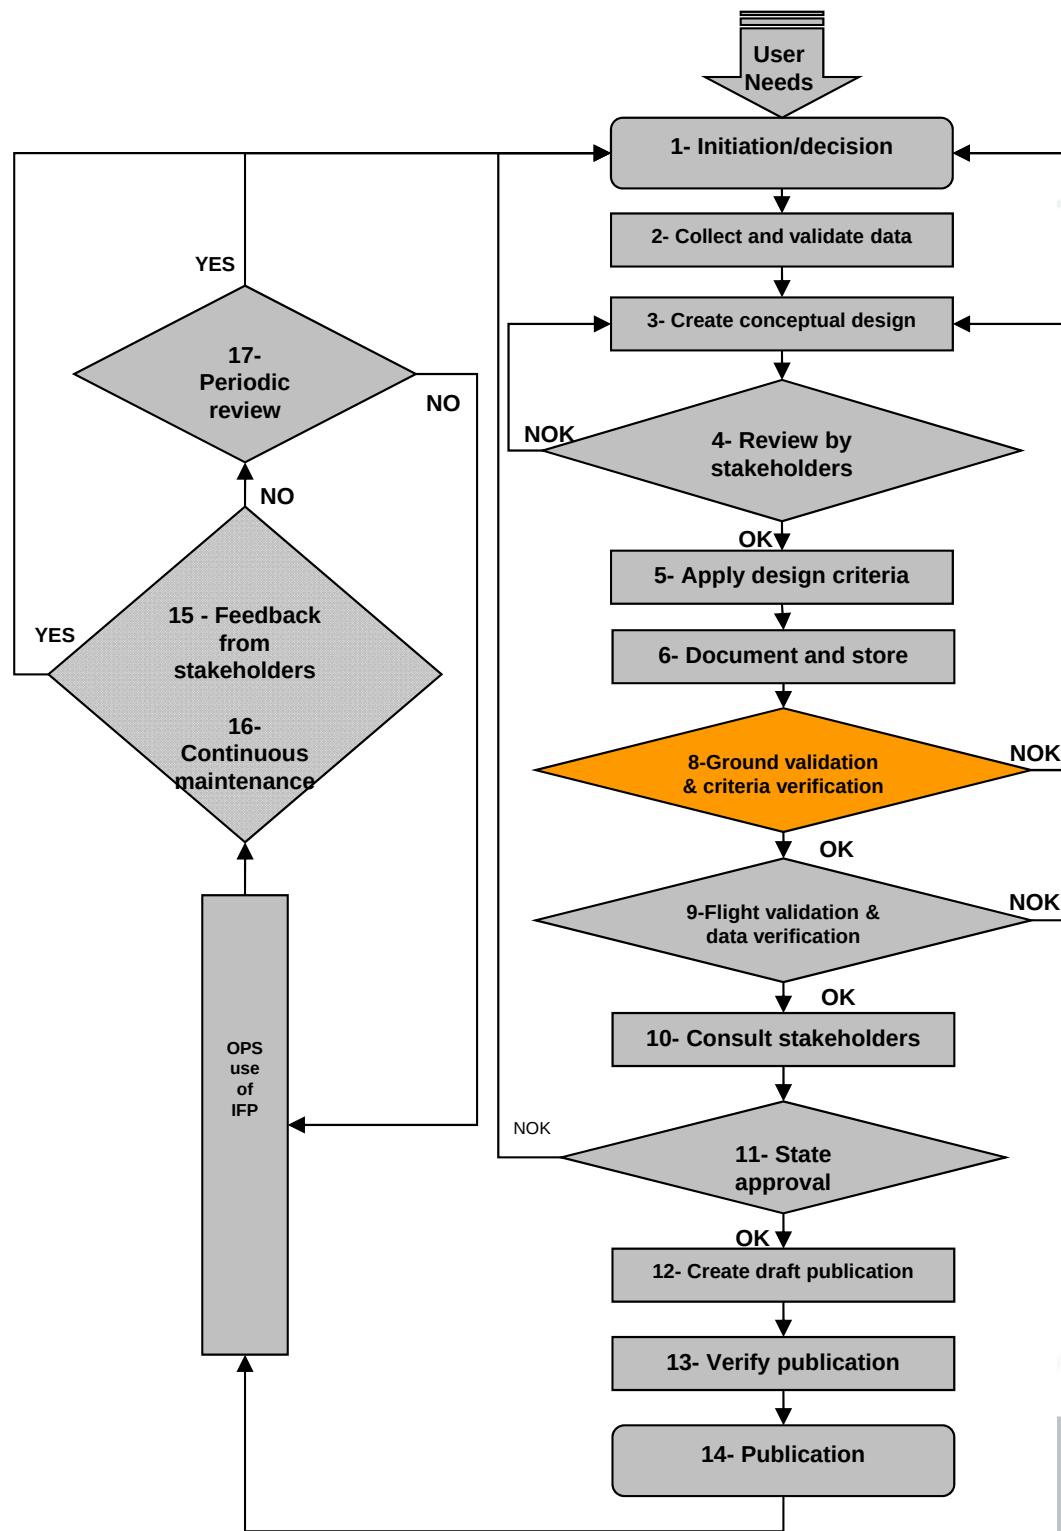 User
Needs
1- Initiation/decision
2- Collect and validate data
YES
3- Create conceptual design
17-
Periodic
review
NO
NOK
4- Review by
stakeholders
NO
OK
5- Apply design criteria
15 - Feedback
from
stakeholders
YES
6- Document and store
16-
Continuous
maintenance
8-Ground validation
& criteria verification
NOK
OK
9-Flight validation &
data verification
NOK
OK
10- Consult stakeholders
OPS
use
of
IFP
NOK
11- State
approval
OK
12- Create draft publication
13- Verify publication
14- Publication